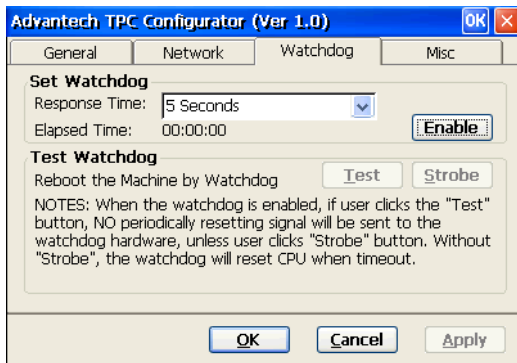 Advantech TPC Configurator (Ver 1.0) OK
General Network Watchdog Misc
Set Watchdog
Response Time: 5 Seconds
Elapsed Time: 00:00:00 Enable
Test Watchdog
Reboot the Machine by Watchdog Test Strobe
NOTES: When the watchdog is enabled, if user clicks the "Test"
button, NO periodically resetting signal will be sent to the
watchdog hardware, unless user clicks "Strobe" button. Without
"Strobe", the watchdog will reset CPU when timeout.
OK Cancel Apply